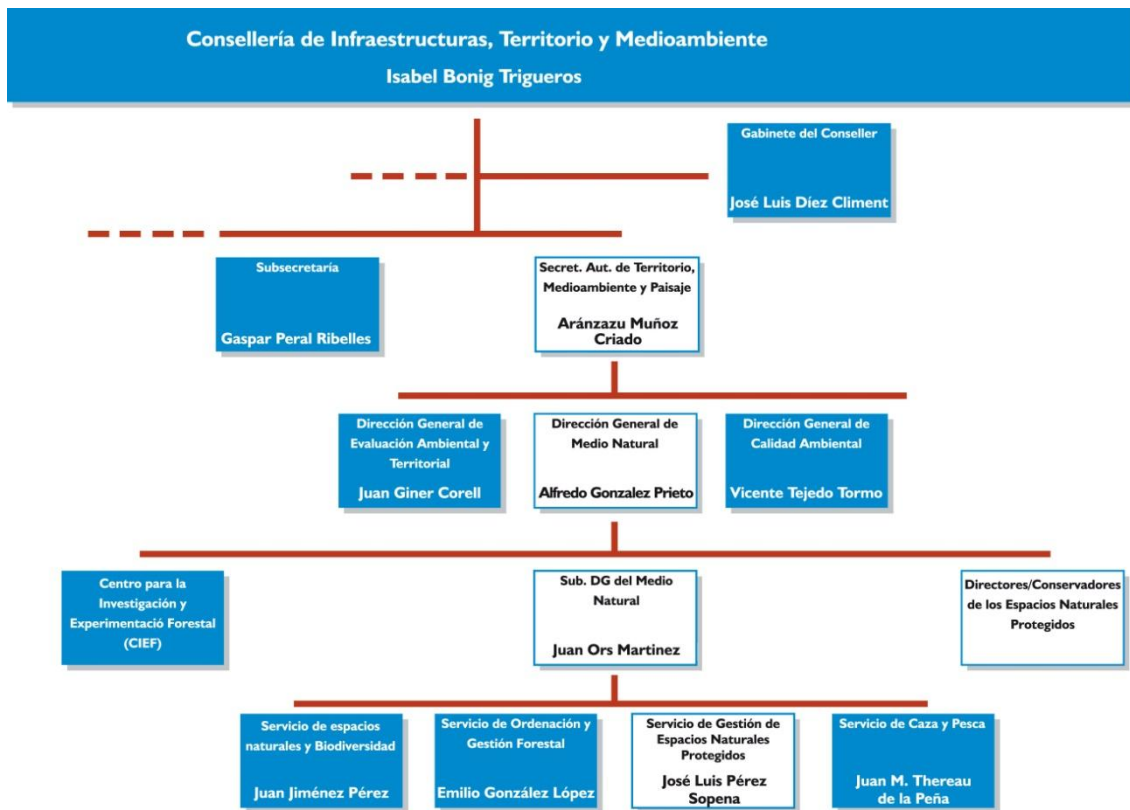 Consellería de Infraestructuras, Territorio y Medioambiente
Isabel Bonig Trigueros
Gabinete del Conseller
José Luis Díez Climent
Subsecretaría
Gaspar Peral Ribelles
Secret. Aut. de Territorio,
Medioambiente y Paisaje
Aránzazu Muñoz
Criado
Dirección General de
Evaluación Ambiental y
Territorial
Juan Giner Corell
Dirección General de
Medio Natural
Alfredo Gonzalez Prieto
Dirección General de
Calidad Ambiental
Vicente Tejedo Tormo
Centro para la
Investigación y
Experimentació Forestal
(CIEF)
Sub. DG del Medio
Natural
Juan Ors Martinez
Directores/Conservadores
de los Espacios Naturales
Protegidos
Servicio de espacios
naturales y Biodiversidad
Juan Jiménez Pérez
Servicio de Ordenación y
Gestión Forestal
Emilio González López
Servicio de Gestión de
Espacios Naturales
Protegidos
José Luis Pérez
Sopena
Servicio de Caza y Pesca
Juan M. Thereau
de la Peña